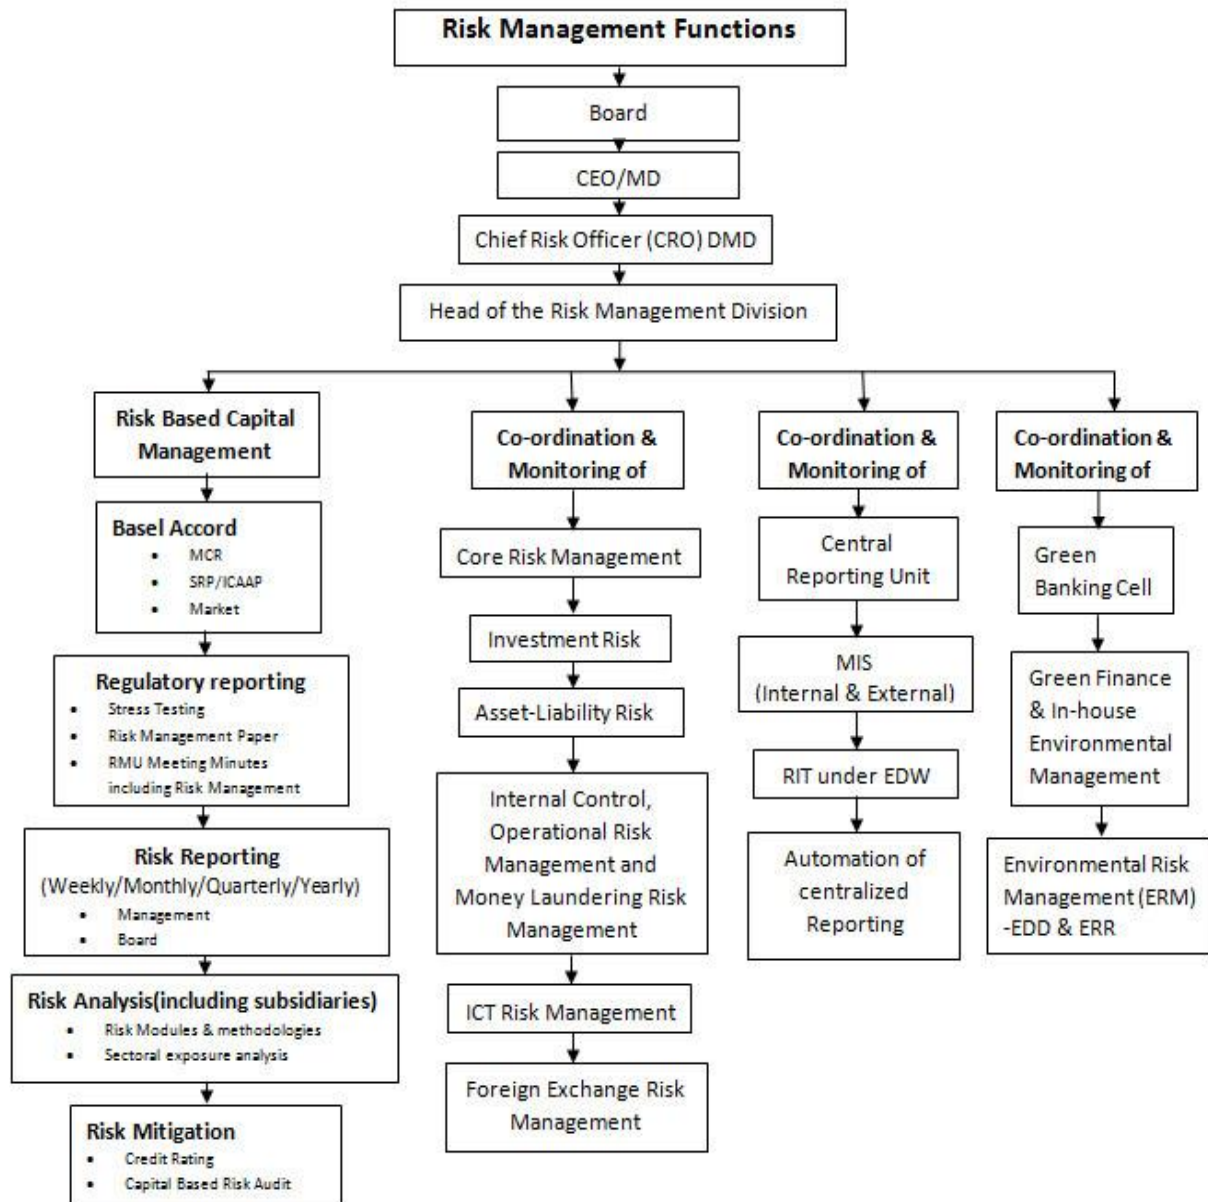 Risk Management Functions
Board
CEO/MD
Chief Risk Officer (CRO) DMD
Head of the Risk Management Division
Risk Based Capital
Management
Basel Accord
• MCR
• SRP/ICAAP
• Market
Regulatory reporting
• Stress Testing
• Risk Management Paper
• RMU Meeting Minutes
including Risk Management
Risk Reporting
(Weekly/Monthly/Quarterly/Yearly)
• Management
• Board
Risk Analysis(including subsidiaries)
• Risk Modules & methodologies
• Sectoral exposure analysis
Risk Mitigation
• Credit Rating
• Capital Based Risk Audit
Co-ordination &
Monitoring of
Core Risk Management
Investment Risk
Asset-Liability Risk
Internal Control,
Operational Risk
Management and
Money Laundering Risk
Management
ICT Risk Management
Foreign Exchange Risk
Management
Co-ordination &
Monitoring of
Central
Reporting Unit
MIS
(Internal & External)
RIT under EDW
Automation of
centralized
Reporting
Co-ordination &
Monitoring of
Green
Banking Cell
Green Finance
& In-house
Environmental
Management
Environmental Risk
Management (ERM)
-EDD & ERR